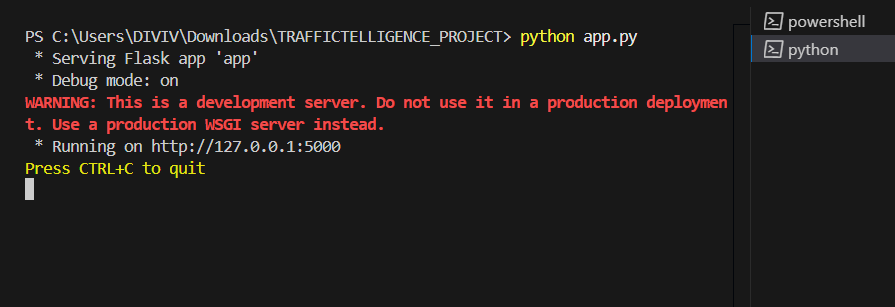 PS C:\Users\DIVIV\Downloads\TRAFFICTELLIGENCE_PROJECT> python app.py
 * Serving Flask app 'app'
 * Debug mode: on
WARNING: This is a development server. Do not use it in a production deploymen
t. Use a production WSGI server instead.
 * Running on http://127.0.0.1:5000
Press CTRL+C to quit
powershell
python